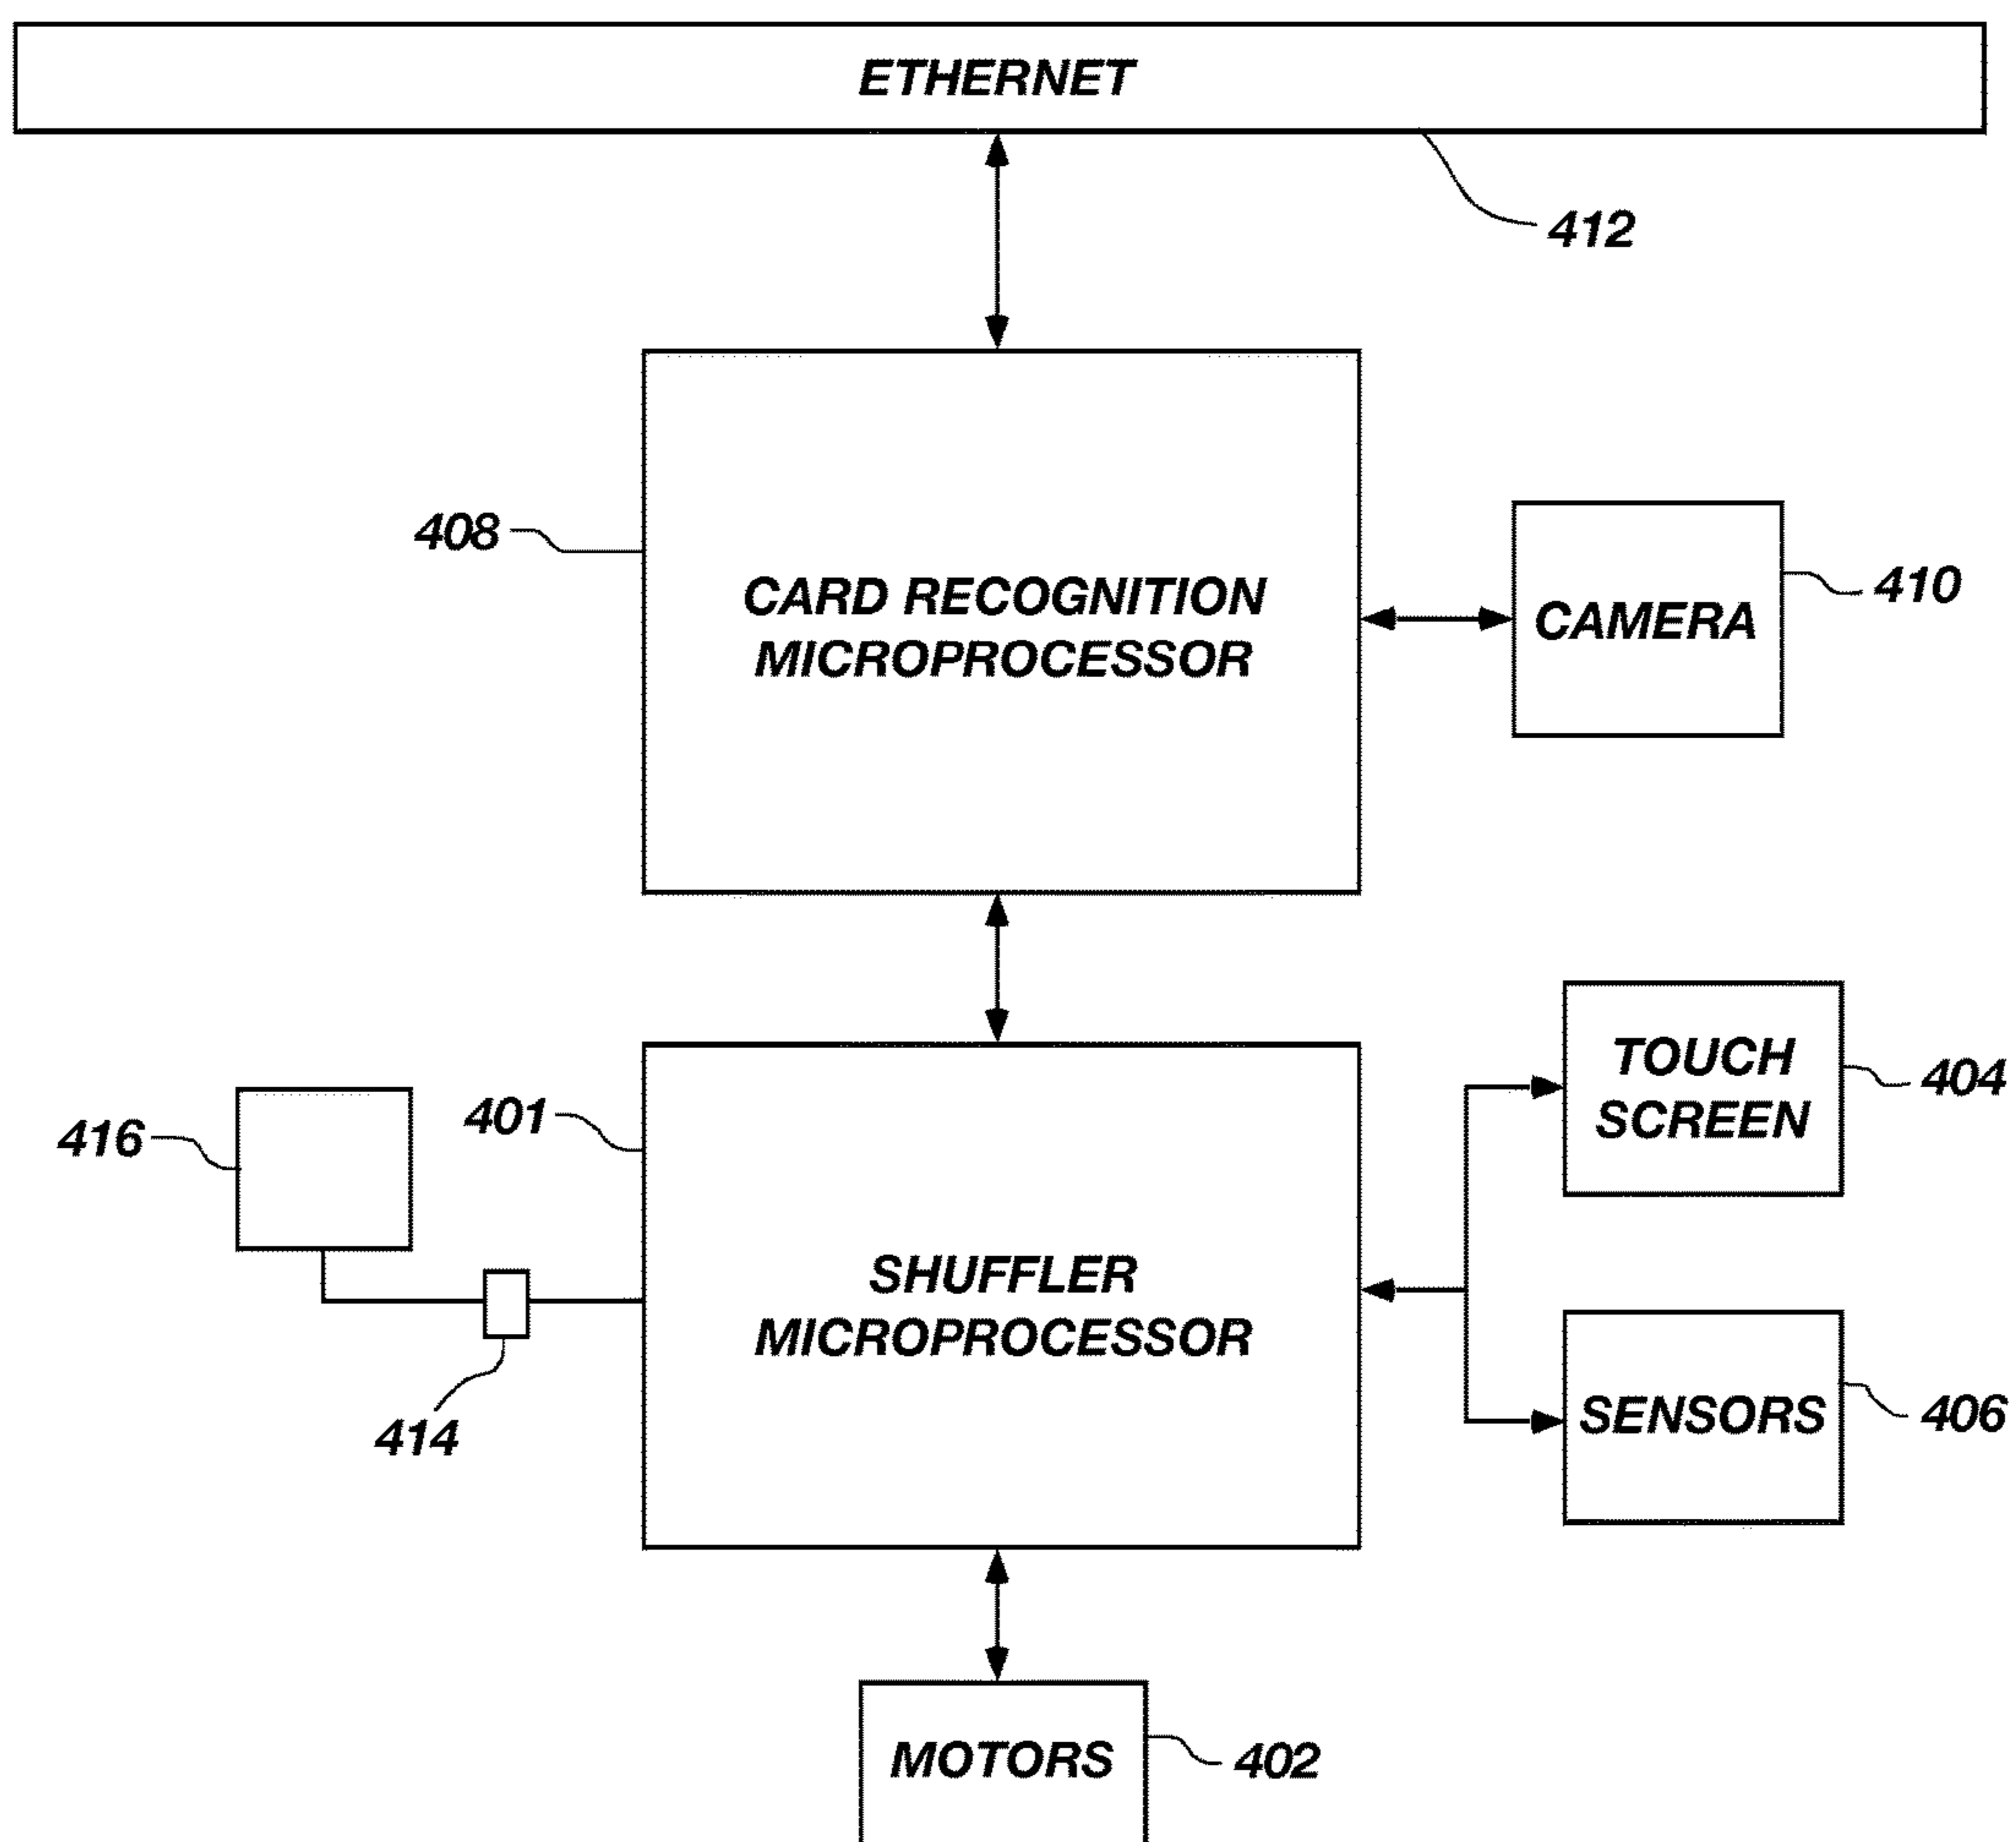 ETHERNET
412
408
CARD RECOGNITION
MICROPROCESSOR
CAMERA
410
416
401
TOUCH
SCREEN
404
SHUFFLER
MICROPROCESSOR
414
SENSORS
406
MOTORS
402